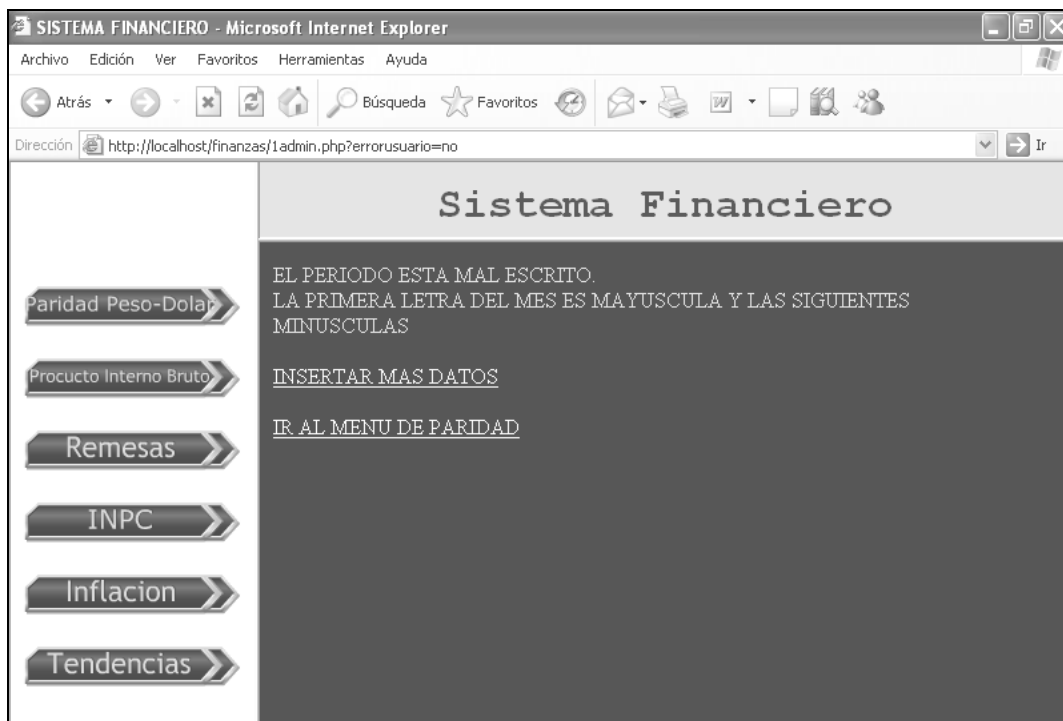 SISTEMA FINANCIERO - Microsoft Internet Explorer
Archivo Edición Ver Favoritos Herramientas Ayuda
Atrás Búsqueda Favoritos
Dirección http://localhost/finanzas/1admin.php?errorusuario=no Ir
Sistema Financiero
Paridad Peso-Dolar
Procucto Interno Bruto
Remesas
INPC
Inflacion
Tendencias
EL PERIODO ESTA MAL ESCRITO.
LA PRIMERA LETRA DEL MES ES MAYUSCULA Y LAS SIGUIENTES
MINUSCULAS
INSERTAR MAS DATOS
IR AL MENU DE PARIDAD